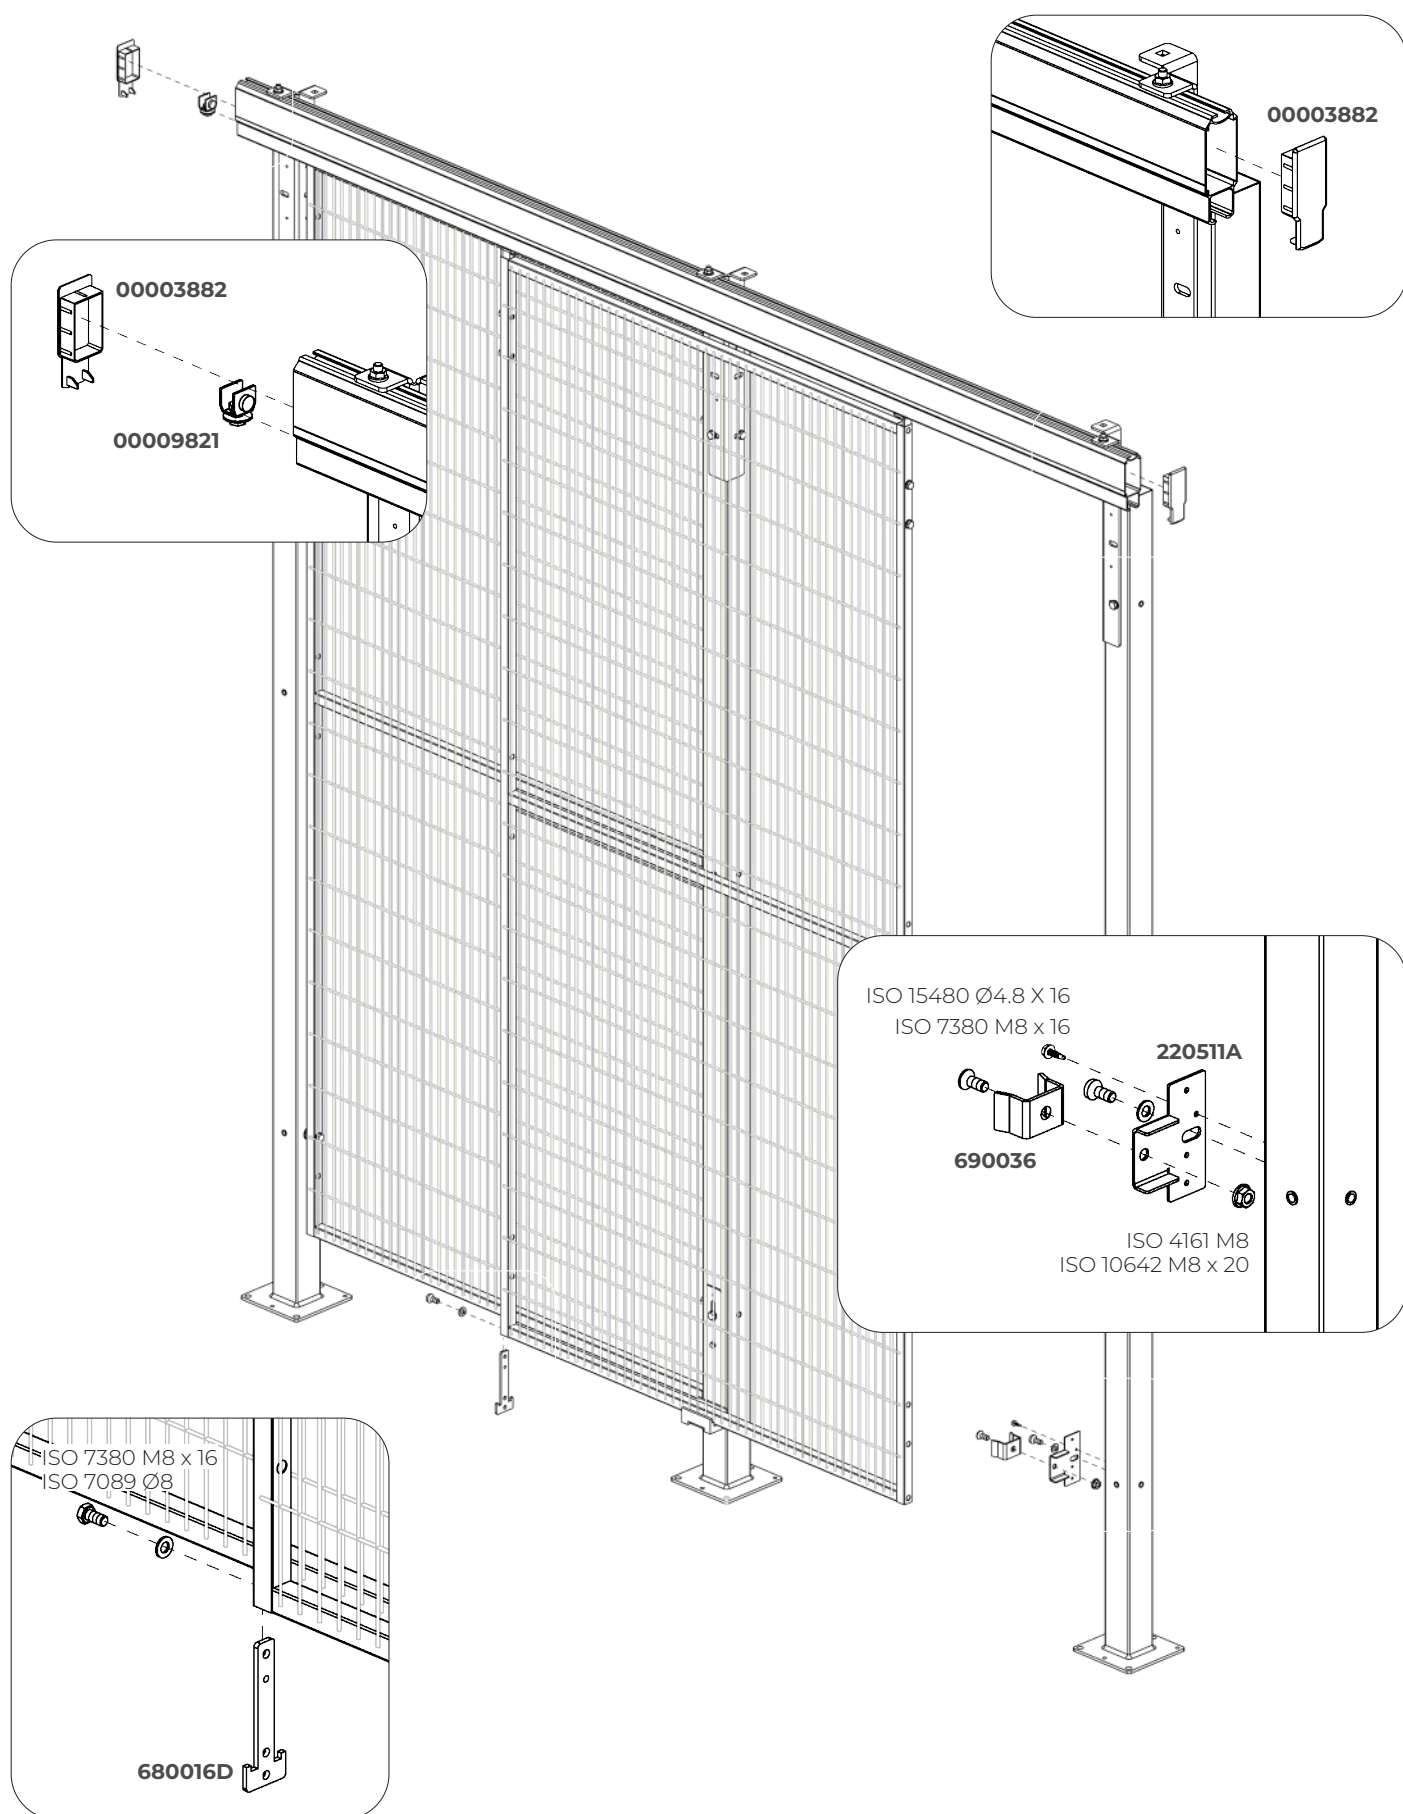 00003882
00003882
00009821
ISO 15480 Ø4.8 X 16
ISO 7380 M8 x 16
220511A
690036
ISO 4161 M8
ISO 10642 M8 x 20
ISO 7380 M8 x 16
ISO 7089 Ø8
680016D